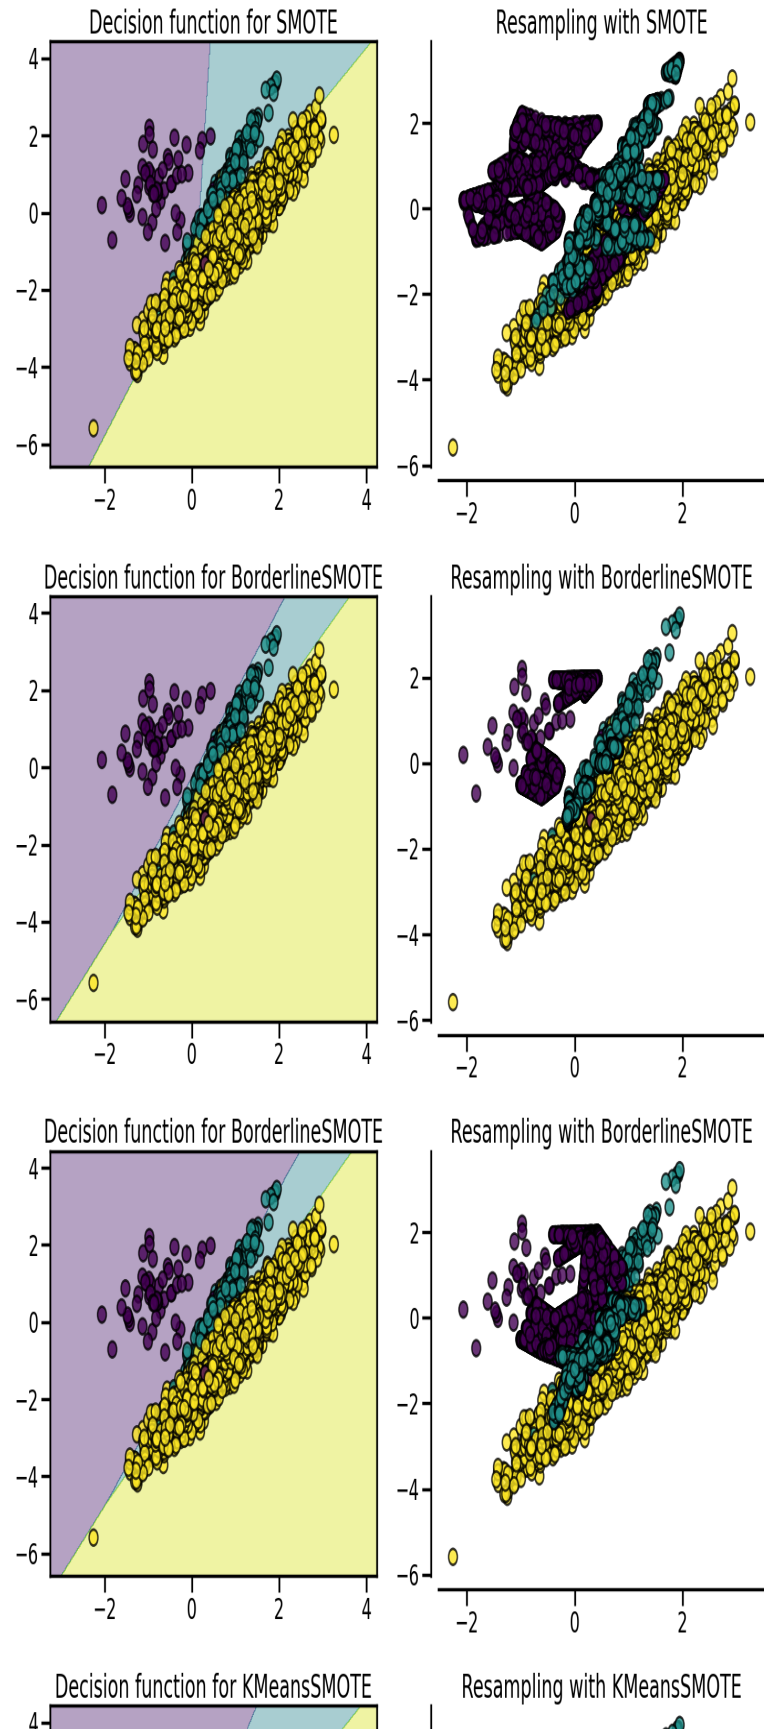 Decision function for SMOTE
Resampling with SMOTE
4
2
0
−2
−4
−6
−2 0 2 4
2
0
−2
−4
−6
−2 0 2
Decision function for BorderlineSMOTE
Resampling with BorderlineSMOTE
4
2
0
−2
−4
−6
−2 0 2 4
2
0
−2
−4
−6
−2 0 2
Decision function for BorderlineSMOTE
Resampling with BorderlineSMOTE
4
2
0
−2
−4
−6
−2 0 2 4
2
0
−2
−4
−6
−2 0 2
Decision function for KMeansSMOTE
Resampling with KMeansSMOTE
4